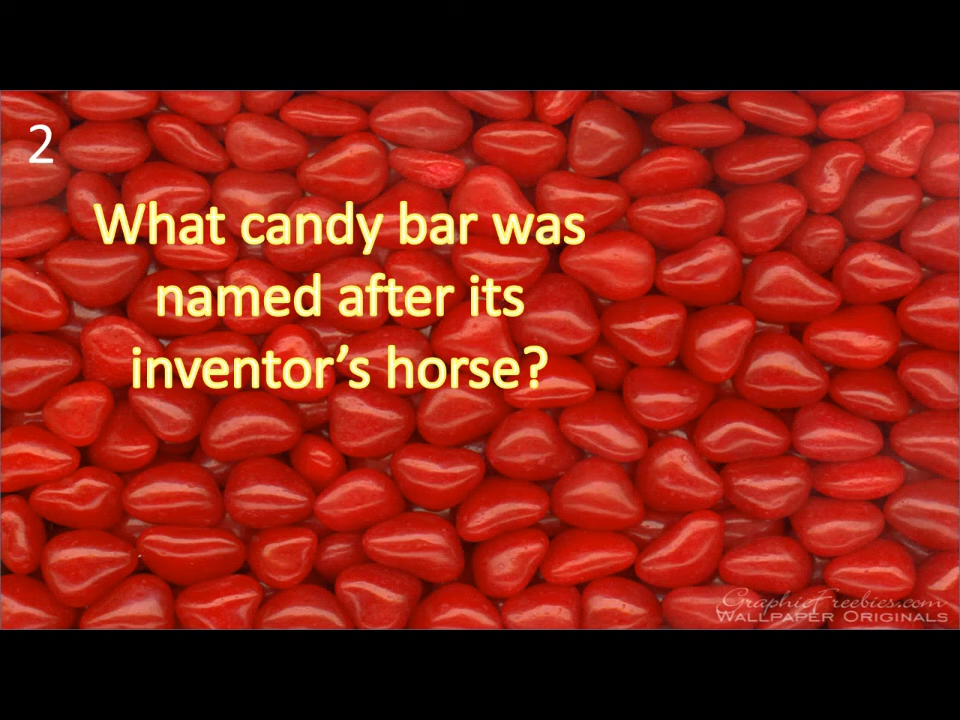 2
What candy bar was
named after its
inventor’s horse?
GraphicFreebies.com
Wallpaper Originals